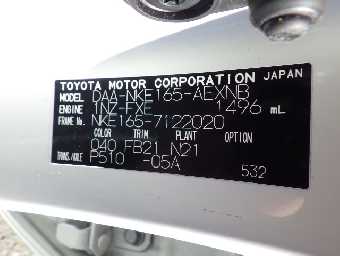 TOYOTA MOTOR CORPORATION JAPAN
MODEL DAA-NKE165-AEXNB
ENGINE 1NZ-FXE 1496 mL
FRAME No. NKE165-7122020
COLOR TRIM PLANT OPTION
040 FB21 N21
TRANS./AXLE P510 -05A
532